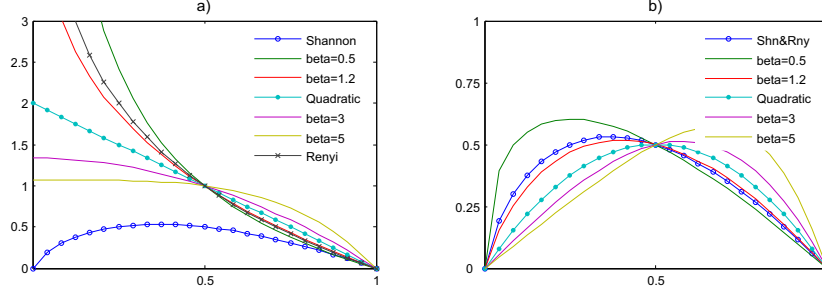 a)
3
2.5
2
1.5
1
0.5
0
0.5
1
Shannon
beta=0.5
beta=1.2
Quadratic
beta=3
beta=5
Renyi
b)
1
0.75
0.5
0.25
0
0.5
Shn&Rny
beta=0.5
beta=1.2
Quadratic
beta=3
beta=5